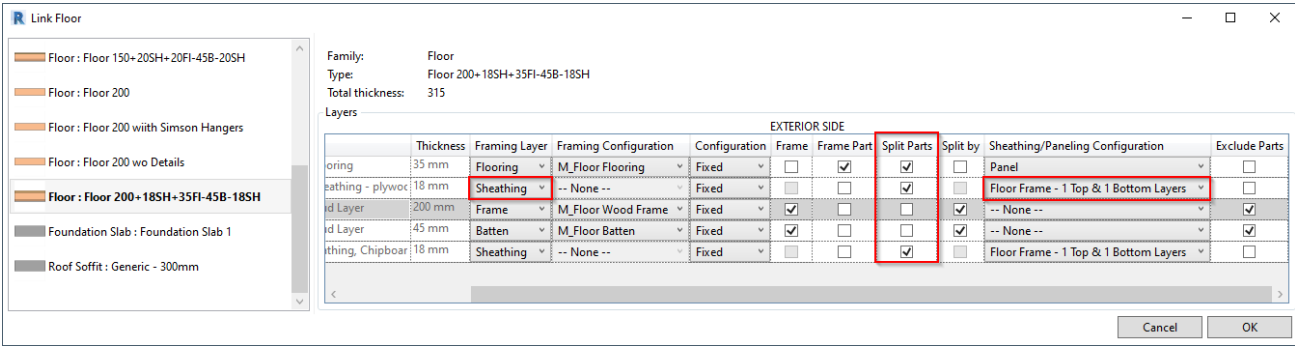 Link Floor
Floor : Floor 150+20SH+20FI-45B-20SH
Floor : Floor 200
Floor : Floor 200 wiith Simson Hangers
Floor : Floor 200 wo Details
Floor : Floor 200+18SH+35FI-45B-18SH
Foundation Slab : Foundation Slab 1
Roof Soffit : Generic - 300mm
Family: Floor
Type: Floor 200+18SH+35FI-45B-18SH
Total thickness: 315
Layers
EXTERIOR SIDE
Thickness Framing Layer Framing Configuration Configuration Frame Frame Part Split Parts Split by Sheathing/Paneling Configuration Exclude Parts
oring 35 mm Flooring M_Floor Flooring Fixed Panel
eathing - plywoc 18 mm Sheathing -- None -- Fixed Floor Frame - 1 Top & 1 Bottom Layers
id Layer 200 mm Frame M_Floor Wood Frame Fixed -- None --
id Layer 45 mm Batten M_Floor Batten Fixed -- None --
ithing, Chipboar 18 mm Sheathing -- None -- Fixed Floor Frame - 1 Top & 1 Bottom Layers
Cancel OK